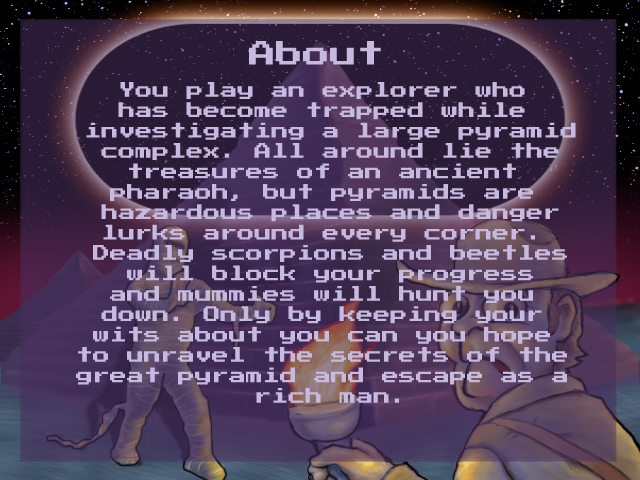 About
You play an explorer who
has become trapped while
investigating a large pyramid
complex. All around lie the
treasures of an ancient
pharaoh, but pyramids are
hazardous places and danger
lurks around every corner.
Deadly scorpions and beetles
will block your progress
and mummies will hunt you
down. Only by keeping your
wits about you can you hope
to unravel the secrets of the
great pyramid and escape as a
rich man.